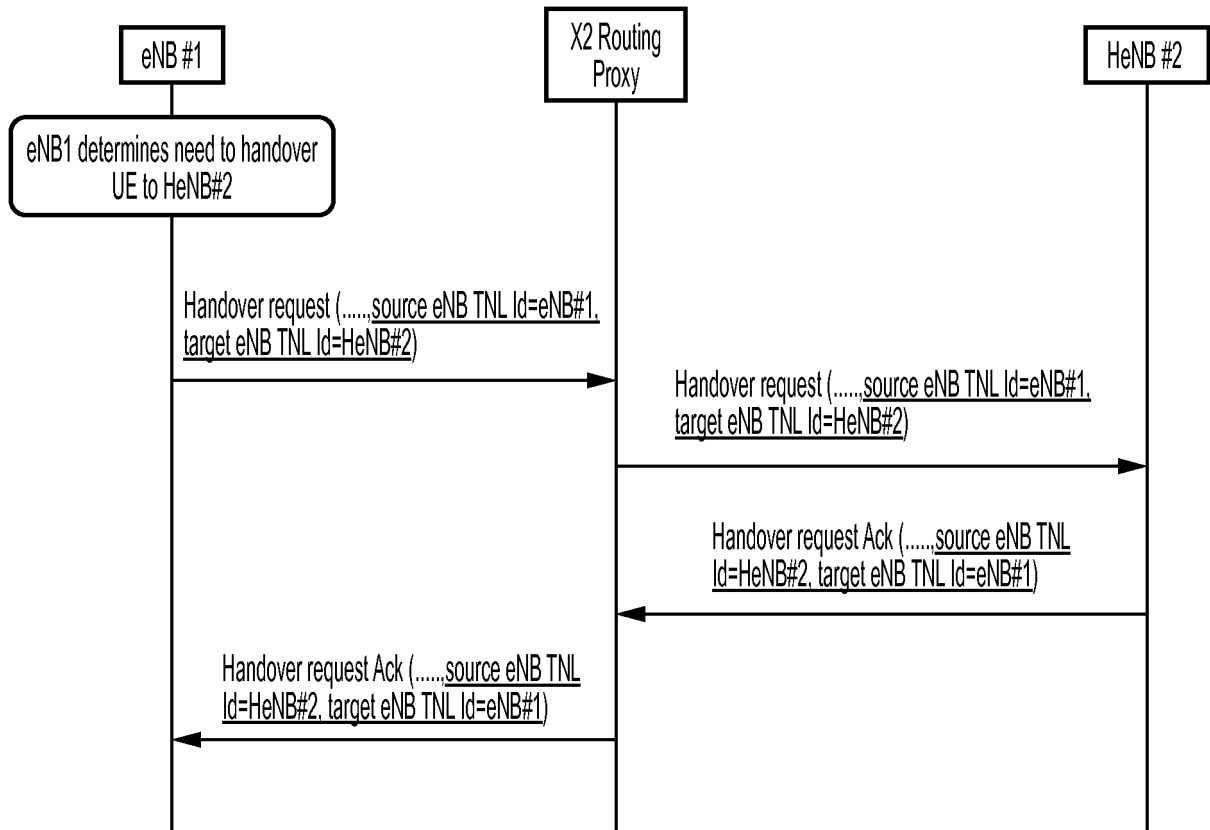 eNB #1
X2 Routing
Proxy
HeNB #2
eNB1 determines need to handover
UE to HeNB#2
Handover request (.....,source eNB TNL Id=eNB#1,
target eNB TNL Id=HeNB#2)
Handover request (.....,source eNB TNL Id=eNB#1,
target eNB TNL Id=HeNB#2)
Handover request Ack (.....,source eNB TNL
Id=HeNB#2, target eNB TNL Id=eNB#1)
Handover request Ack (.....,source eNB TNL
Id=HeNB#2, target eNB TNL Id=eNB#1)